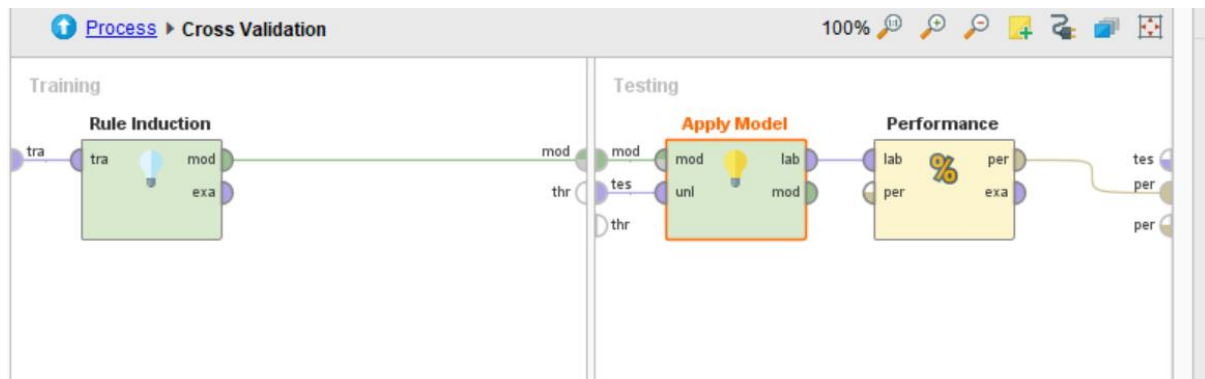 Process ▸ Cross Validation 100%
Training
Testing
Rule Induction
Apply Model
Performance
tra tra mod mod mod mod lab lab per tes
exa thr tes unl mod per exa per
thr per
%